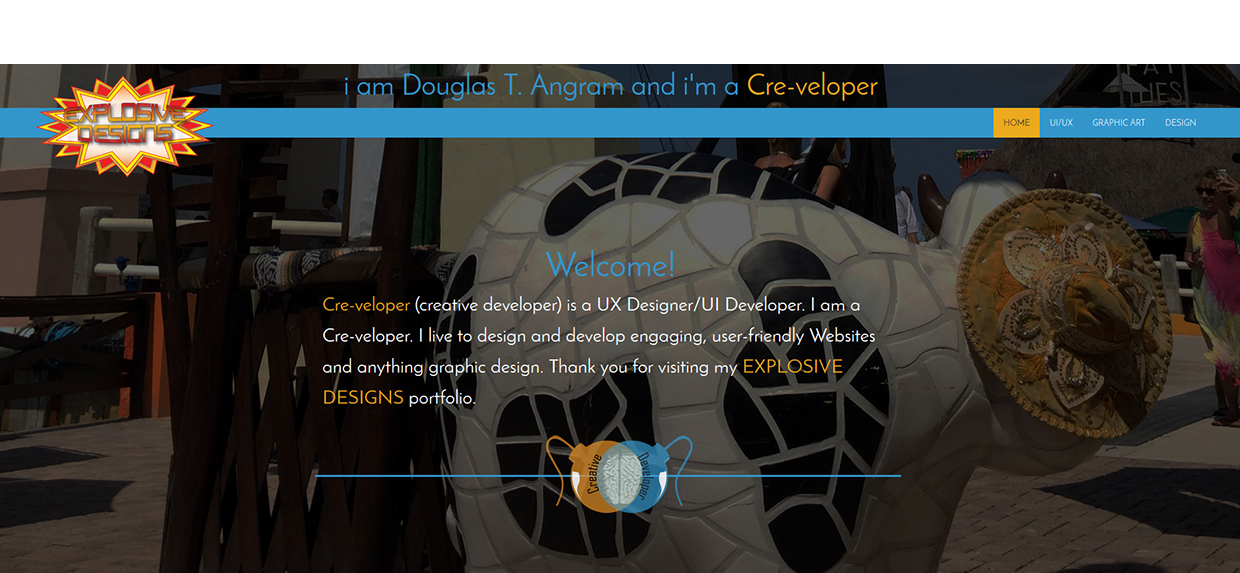 i am Douglas T. Angram and i'm a Cre-veloper
EXPLOSIVE
DESIGNS
HOME UI/UX GRAPHIC ART DESIGN
Welcome!
Cre-veloper (creative developer) is a UX Designer/UI Developer. I am a
Cre-veloper. I live to design and develop engaging, user-friendly Websites
and anything graphic design. Thank you for visiting my EXPLOSIVE
DESIGNS portfolio.
Creative
Developer